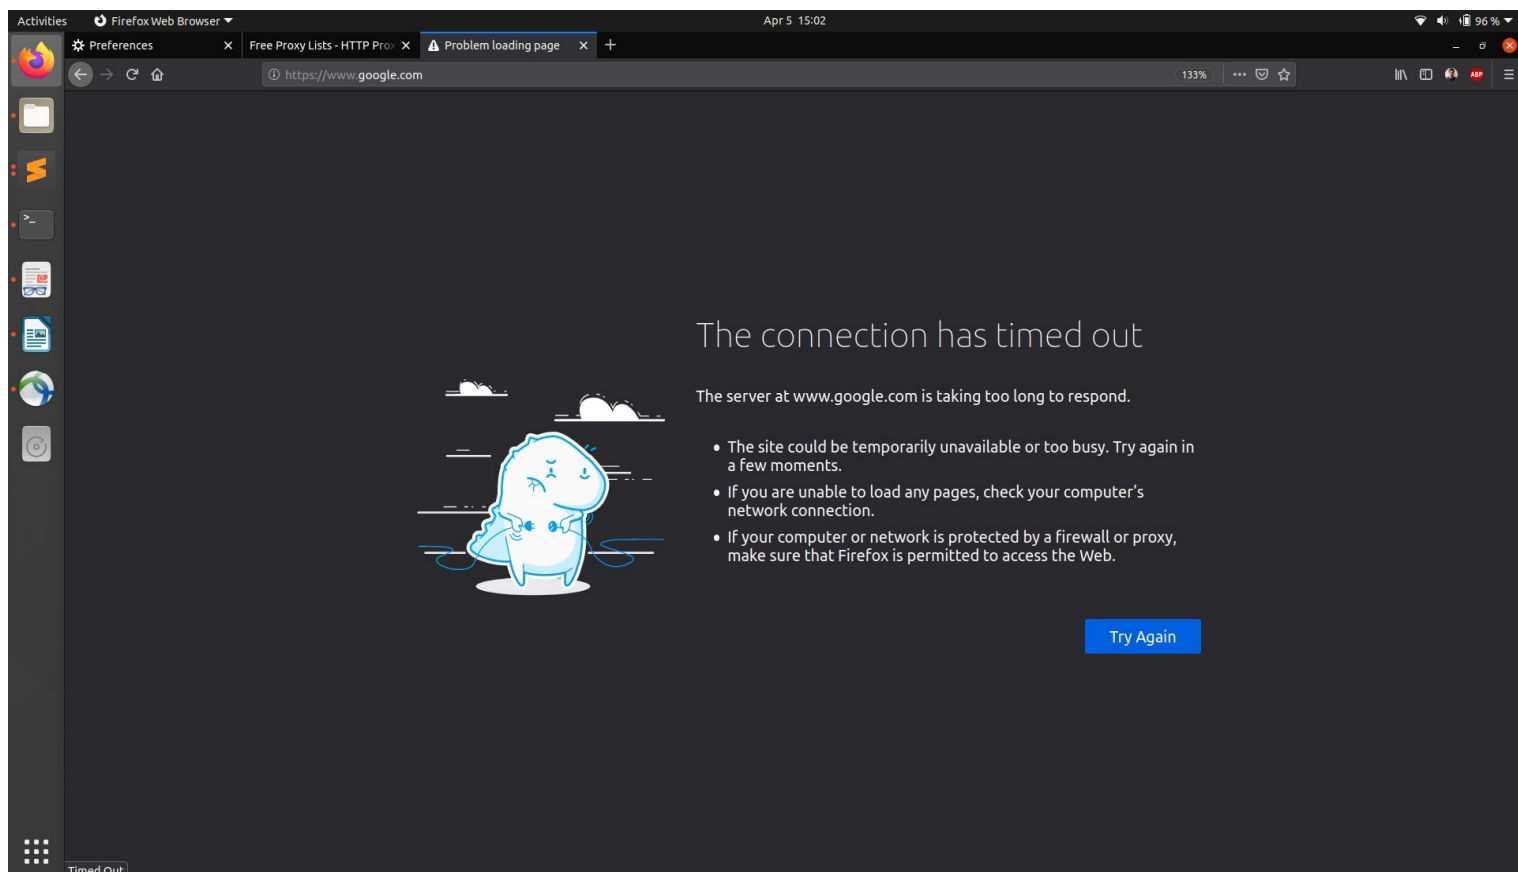 Activities Firefox Web Browser Apr 5 15:02 96 %
Preferences Free Proxy Lists - HTTP Prox Problem loading page
https://www.google.com 133% ABP
The connection has timed out
The server at www.google.com is taking too long to respond.
The site could be temporarily unavailable or too busy. Try again in
a few moments.
If you are unable to load any pages, check your computer's
network connection.
If your computer or network is protected by a firewall or proxy,
make sure that Firefox is permitted to access the Web.
Try Again
Timed Out